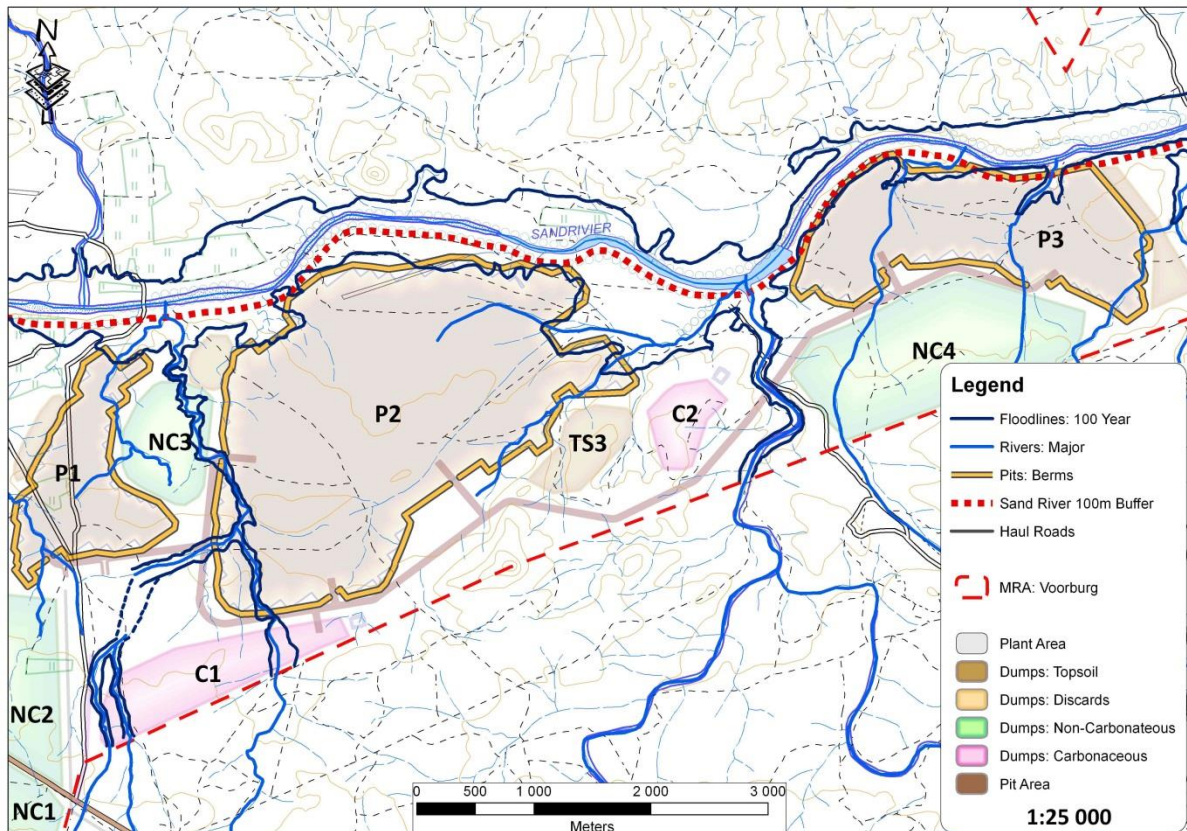 N
SANDRIVIER
P3
NC4
P2
NC3
P1
C2
TS3
C1
NC2
NC1
Legend
Floodlines: 100 Year
Rivers: Major
Pits: Berms
Sand River 100m Buffer
Haul Roads
MRA: Voorburg
Plant Area
Dumps: Topsoil
Dumps: Discards
Dumps: Non-Carbonateous
Dumps: Carbonaceous
Pit Area
1:25 000
0 500 1 000 2 000 3 000
Meters